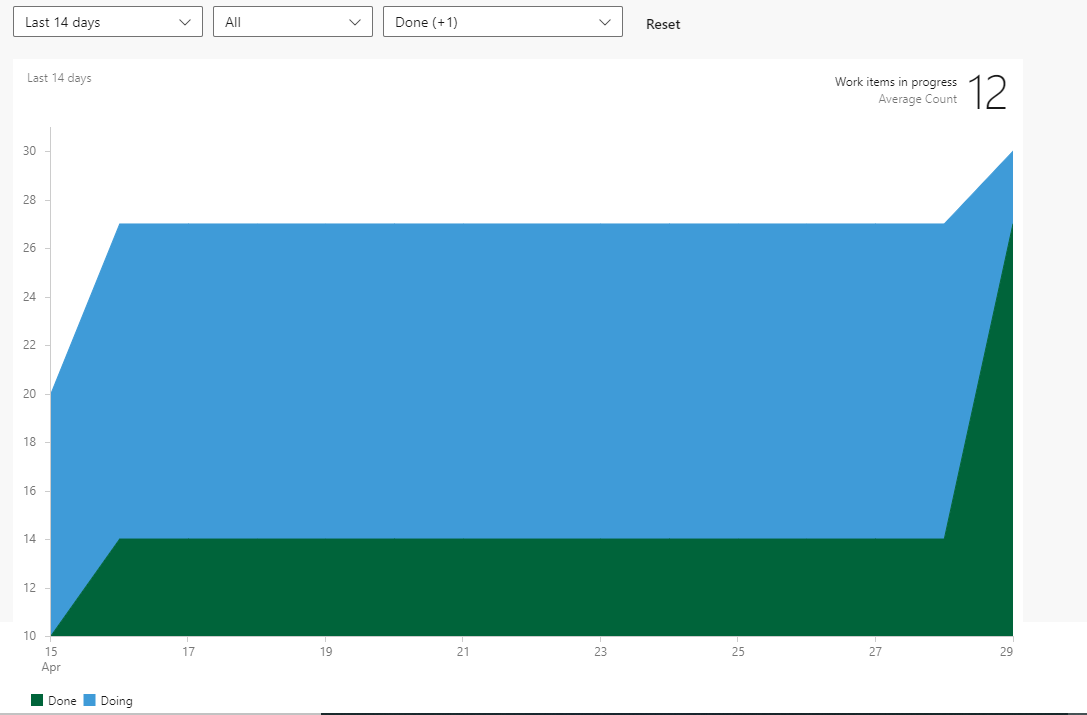 Last 14 days
All
Done (+1)
Reset
Last 14 days
Work items in progress
Average Count
12
30
28
26
24
22
20
18
16
14
12
10
15 17 19 21 23 25 27 29
Apr
Done Doing